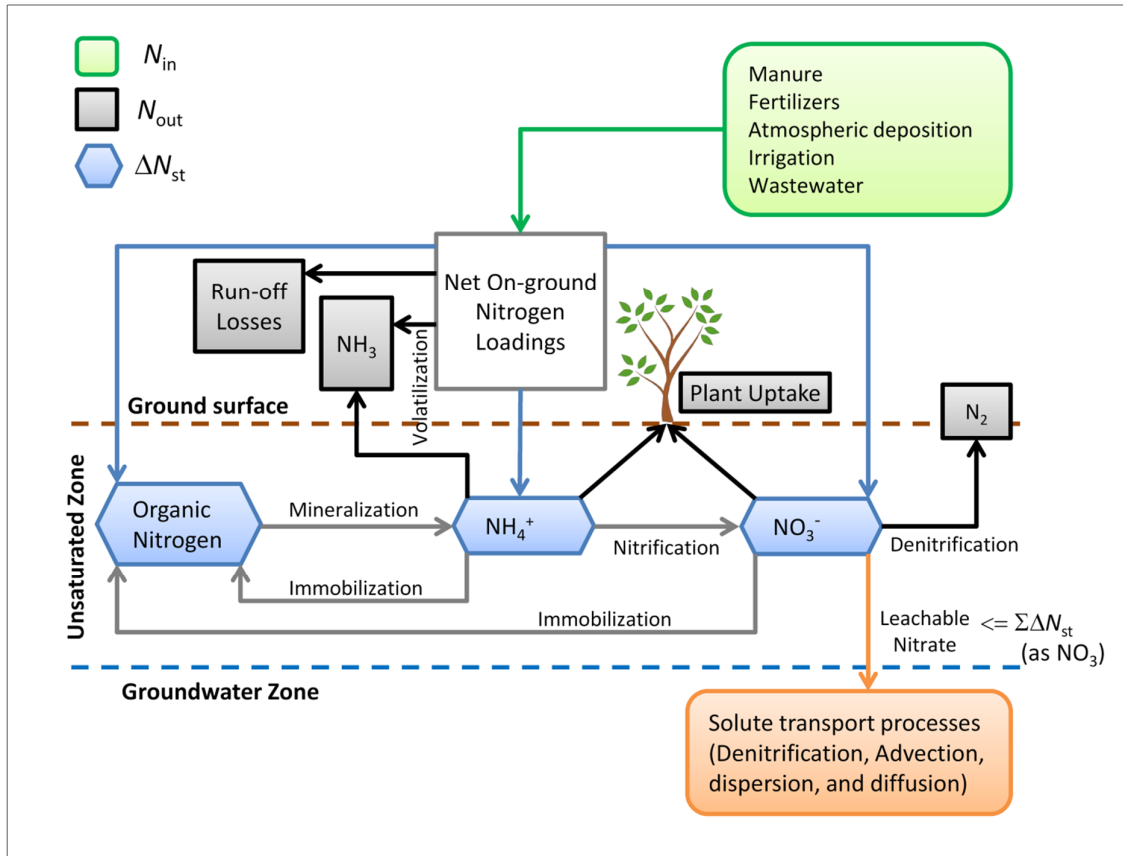 N_in
N_out
ΔN_st
Manure
Fertilizers
Atmospheric deposition
Irrigation
Wastewater
Net On-ground
Nitrogen
Loadings
Run-off
Losses
NH₃
Volatilization
Plant Uptake
N₂
Ground surface
Unsaturated Zone
Organic
Nitrogen
Mineralization
NH₄⁺
Nitrification
NO₃⁻
Denitrification
Immobilization
Immobilization
Leachable
Nitrate
<= ΣΔN_st
(as NO₃)
Groundwater Zone
Solute transport processes
(Denitrification, Advection,
dispersion, and diffusion)